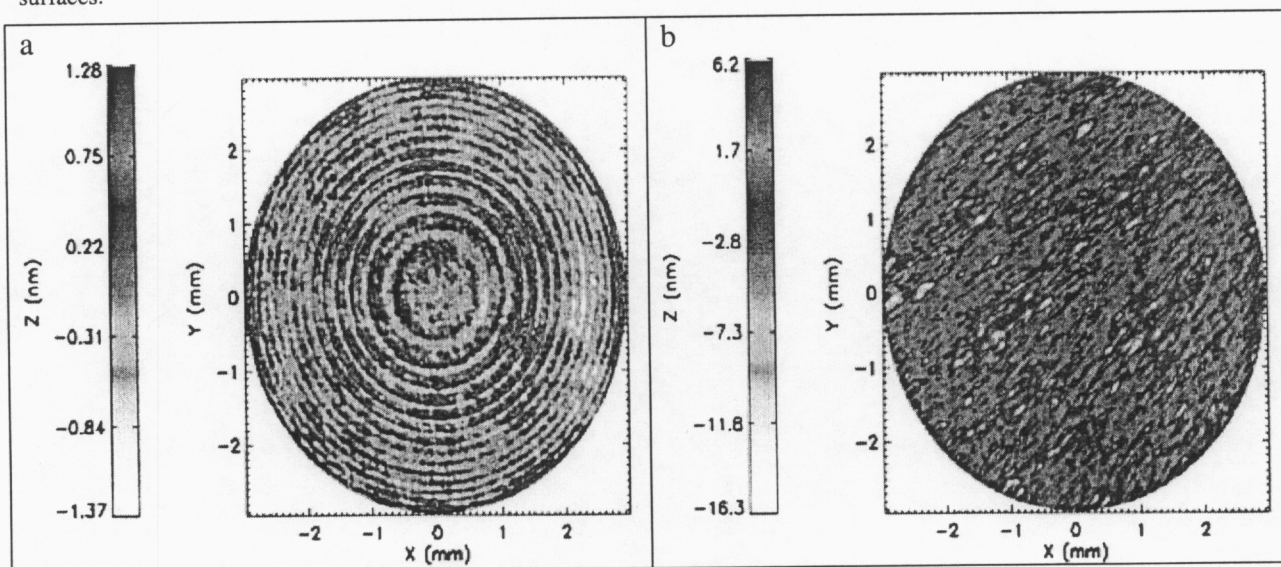 surfaces.
a
1.28
0.75
0.22
-0.31
-0.84
-1.37
Z (nm)
Y (mm)
2
1
0
-1
-2
-2 -1 0 1 2
X (mm)
b
6.2
1.7
-2.8
-7.3
-11.8
-16.3
Z (nm)
Y (mm)
2
1
0
-1
-2
-2 -1 0 1 2
X (mm)